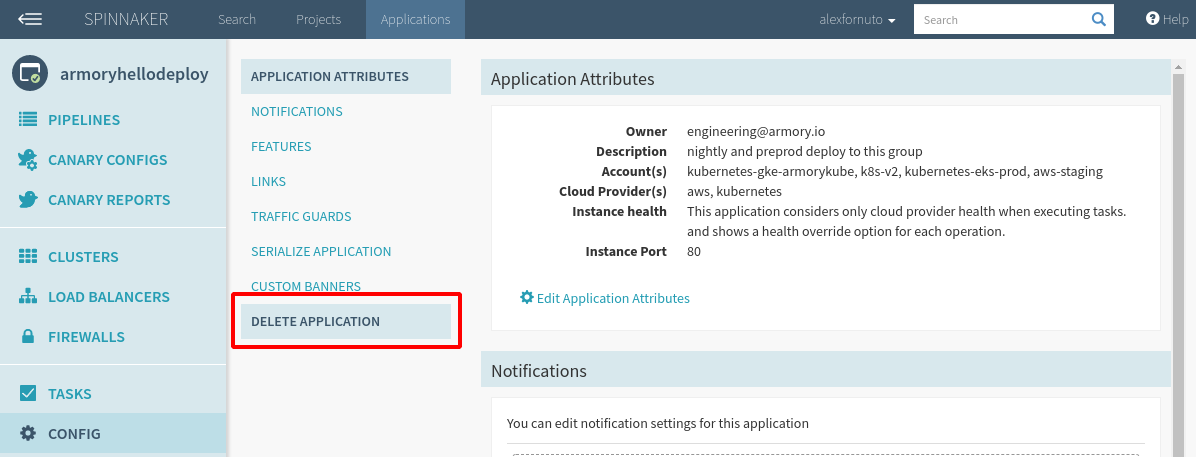 SPINNAKER Search Projects Applications alexfornuto Search Help
armoryhellodeploy
PIPELINES
CANARY CONFIGS
CANARY REPORTS
CLUSTERS
LOAD BALANCERS
FIREWALLS
TASKS
CONFIG
APPLICATION ATTRIBUTES
NOTIFICATIONS
FEATURES
LINKS
TRAFFIC GUARDS
SERIALIZE APPLICATION
CUSTOM BANNERS
DELETE APPLICATION
Application Attributes
Owner engineering@armory.io
Description nightly and preprod deploy to this group
Account(s) kubernetes-gke-armorykube, k8s-v2, kubernetes-eks-prod, aws-staging
Cloud Provider(s) aws, kubernetes
Instance health This application considers only cloud provider health when executing tasks.
and shows a health override option for each operation.
Instance Port 80
Edit Application Attributes
Notifications
You can edit notification settings for this application